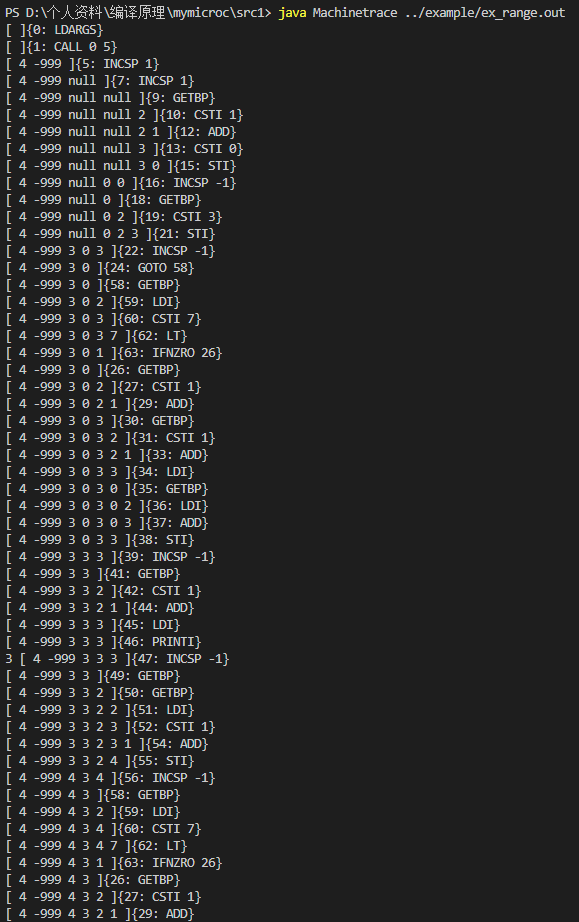 PS D:\个人资料\编译原理\mymicroc\src1> java Machinetrace ../example/ex_range.out
[ ]{0: LDARGS}
[ ]{1: CALL 0 5}
[ 4 -999 ]{5: INCSP 1}
[ 4 -999 null ]{7: INCSP 1}
[ 4 -999 null null ]{9: GETBP}
[ 4 -999 null null 2 ]{10: CSTI 1}
[ 4 -999 null null 2 1 ]{12: ADD}
[ 4 -999 null null 3 ]{13: CSTI 0}
[ 4 -999 null null 3 0 ]{15: STI}
[ 4 -999 null 0 0 ]{16: INCSP -1}
[ 4 -999 null 0 ]{18: GETBP}
[ 4 -999 null 0 2 ]{19: CSTI 3}
[ 4 -999 null 0 2 3 ]{21: STI}
[ 4 -999 3 0 3 ]{22: INCSP -1}
[ 4 -999 3 0 ]{24: GOTO 58}
[ 4 -999 3 0 ]{58: GETBP}
[ 4 -999 3 0 2 ]{59: LDI}
[ 4 -999 3 0 3 ]{60: CSTI 7}
[ 4 -999 3 0 3 7 ]{62: LT}
[ 4 -999 3 0 1 ]{63: IFNZRO 26}
[ 4 -999 3 0 ]{26: GETBP}
[ 4 -999 3 0 2 ]{27: CSTI 1}
[ 4 -999 3 0 2 1 ]{29: ADD}
[ 4 -999 3 0 3 ]{30: GETBP}
[ 4 -999 3 0 3 2 ]{31: CSTI 1}
[ 4 -999 3 0 3 2 1 ]{33: ADD}
[ 4 -999 3 0 3 3 ]{34: LDI}
[ 4 -999 3 0 3 0 ]{35: GETBP}
[ 4 -999 3 0 3 0 2 ]{36: LDI}
[ 4 -999 3 0 3 0 3 ]{37: ADD}
[ 4 -999 3 0 3 3 ]{38: STI}
[ 4 -999 3 3 3 ]{39: INCSP -1}
[ 4 -999 3 3 ]{41: GETBP}
[ 4 -999 3 3 2 ]{42: CSTI 1}
[ 4 -999 3 3 2 1 ]{44: ADD}
[ 4 -999 3 3 3 ]{45: LDI}
[ 4 -999 3 3 3 ]{46: PRINTI}
3 [ 4 -999 3 3 3 ]{47: INCSP -1}
[ 4 -999 3 3 ]{49: GETBP}
[ 4 -999 3 3 2 ]{50: GETBP}
[ 4 -999 3 3 2 2 ]{51: LDI}
[ 4 -999 3 3 2 3 ]{52: CSTI 1}
[ 4 -999 3 3 2 3 1 ]{54: ADD}
[ 4 -999 3 3 2 4 ]{55: STI}
[ 4 -999 4 3 4 ]{56: INCSP -1}
[ 4 -999 4 3 ]{58: GETBP}
[ 4 -999 4 3 2 ]{59: LDI}
[ 4 -999 4 3 4 ]{60: CSTI 7}
[ 4 -999 4 3 4 7 ]{62: LT}
[ 4 -999 4 3 1 ]{63: IFNZRO 26}
[ 4 -999 4 3 ]{26: GETBP}
[ 4 -999 4 3 2 ]{27: CSTI 1}
[ 4 -999 4 3 2 1 ]{29: ADD}